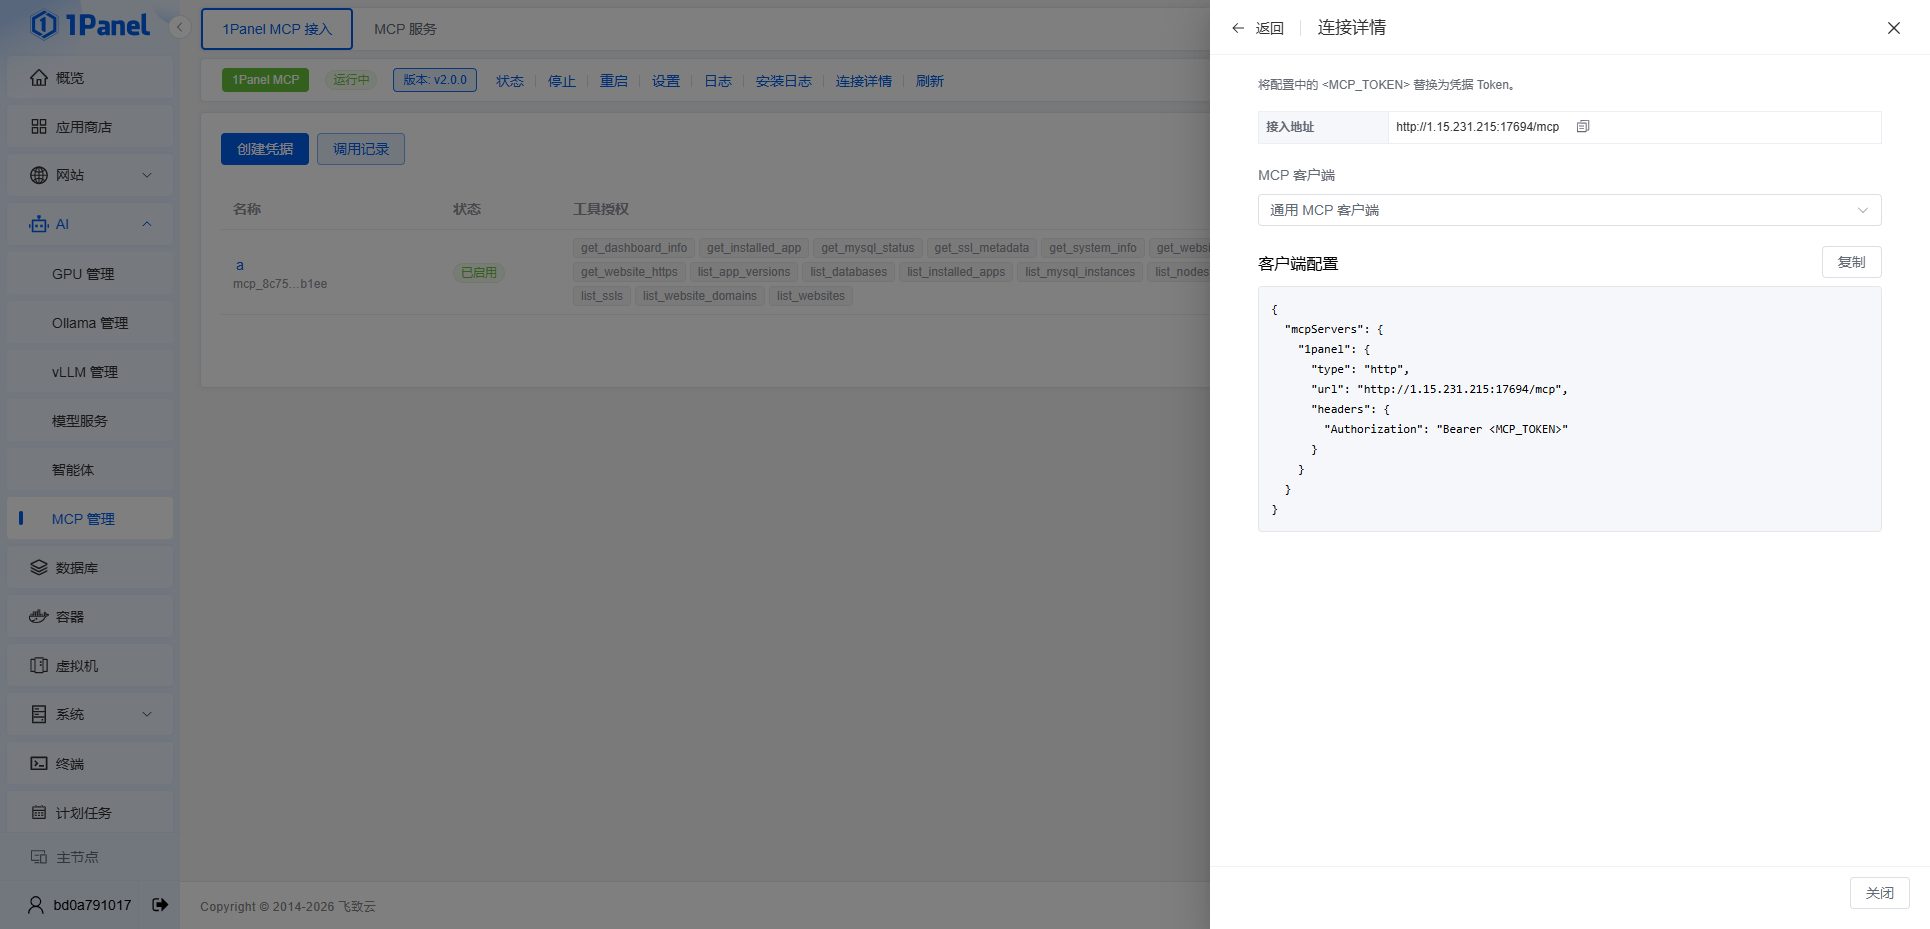 1Panel
概览
应用商店
网站
AI
GPU 管理
Ollama 管理
vLLM 管理
模型服务
智能体
MCP 管理
数据库
容器
虚拟机
系统
终端
计划任务
主节点
bd0a791017
1Panel MCP 接入
MCP 服务
1Panel MCP
运行中
版本: v2.0.0
状态
停止
重启
设置
日志
安装日志
连接详情
刷新
创建凭据
调用记录
名称
状态
工具授权
a
mcp_8c75...b1ee
已启用
get_dashboard_info
get_installed_app
get_mysql_status
get_ssl_metadata
get_system_info
get_websi
get_website_https
list_app_versions
list_databases
list_installed_apps
list_mysql_instances
list_nodes
list_ssls
list_website_domains
list_websites
Copyright © 2014-2026 飞致云
返回
连接详情
将配置中的 <MCP_TOKEN> 替换为凭据 Token。
接入地址
http://1.15.231.215:17694/mcp
MCP 客户端
通用 MCP 客户端
客户端配置
复制
{
"mcpServers": {
"1panel": {
"type": "http",
"url": "http://1.15.231.215:17694/mcp",
"headers": {
"Authorization": "Bearer <MCP_TOKEN>"
}
}
}
}
关闭